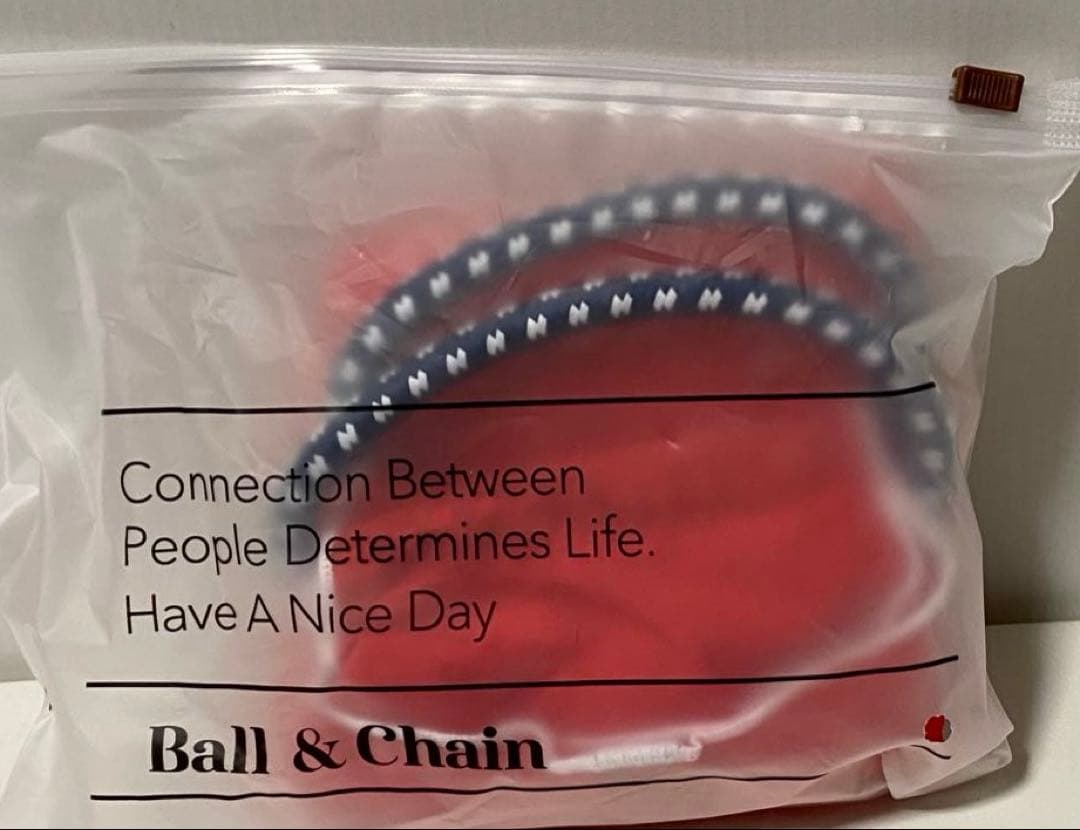 Connection Between
People Determines Life.
Have A Nice Day
Ball & Chain